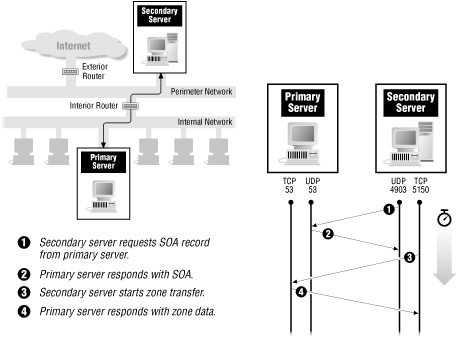 Secondary
Server
Internet
Exterior
Router
Perimeter Network
Interior Router
Internal Network
Primary
Server
1 Secondary server requests SOA record
from primary server.
2 Primary server responds with SOA.
3 Secondary server starts zone transfer.
4 Primary server responds with zone data.
Primary
Server
Secondary
Server
TCP
53
UDP
53
UDP
4903
TCP
5150
1
2
3
4